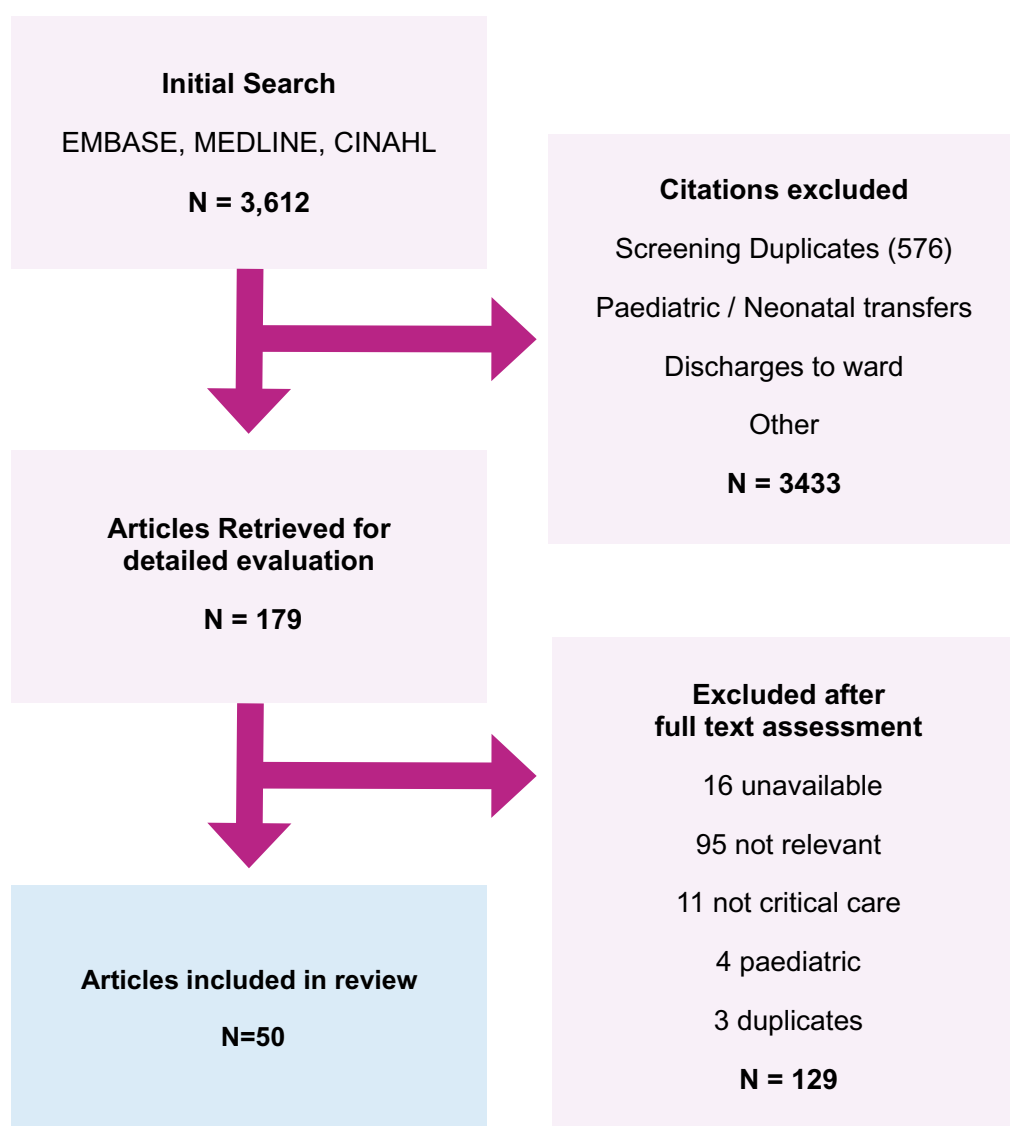 Initial Search
EMBASE, MEDLINE, CINAHL
N = 3,612
Citations excluded
Screening Duplicates (576)
Paediatric / Neonatal transfers
Discharges to ward
Other
N = 3433
Articles Retrieved for
detailed evaluation
N = 179
Excluded after
full text assessment
16 unavailable
95 not relevant
11 not critical care
4 paediatric
3 duplicates
N = 129
Articles included in review
N=50